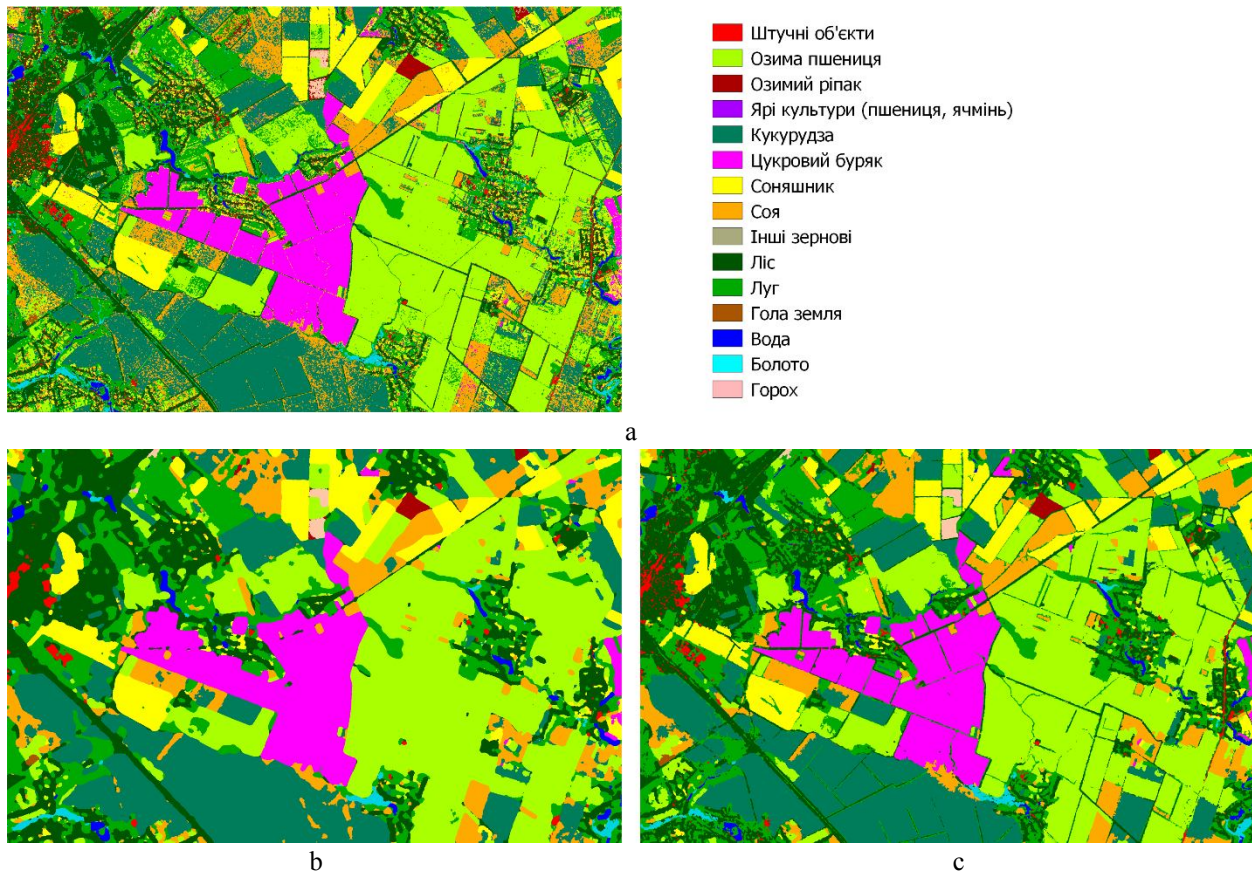 Штучні об'єкти
Озима пшениця
Озимий ріпак
Ярі культури (пшениця, ячмінь)
Кукурудза
Цукровий буряк
Соняшник
Соя
Інші зернові
Ліс
Луг
Гола земля
Вода
Болото
Горох
a
b
c